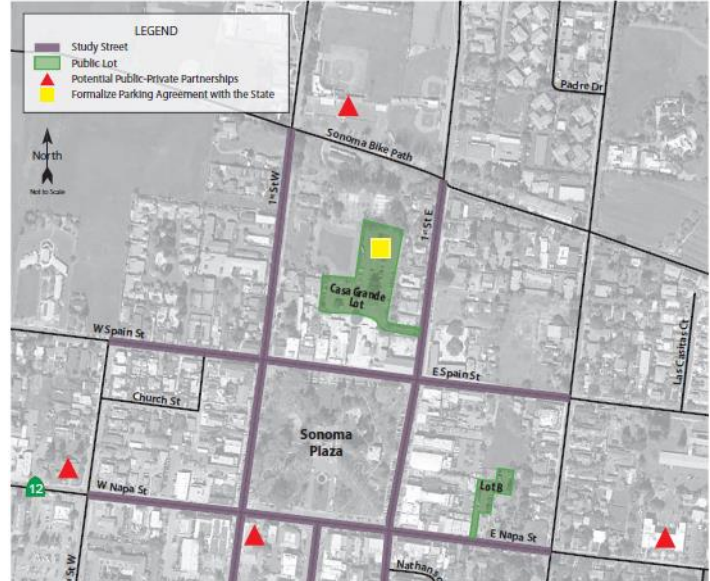 LEGEND
Study Street
Public Lot
Potential Public-Private Partnerships
Formalize Parking Agreement with the State
Padre Dr
North
Not to Scale
Sonoma Bike Path
1st St W
1st St E
Casa Grande
Lot
W Spain St
E Spain St
Las Casitas Ct
Church St
Sonoma
Plaza
12
W Napa St
Lot B
E Napa St
St W
Nathan